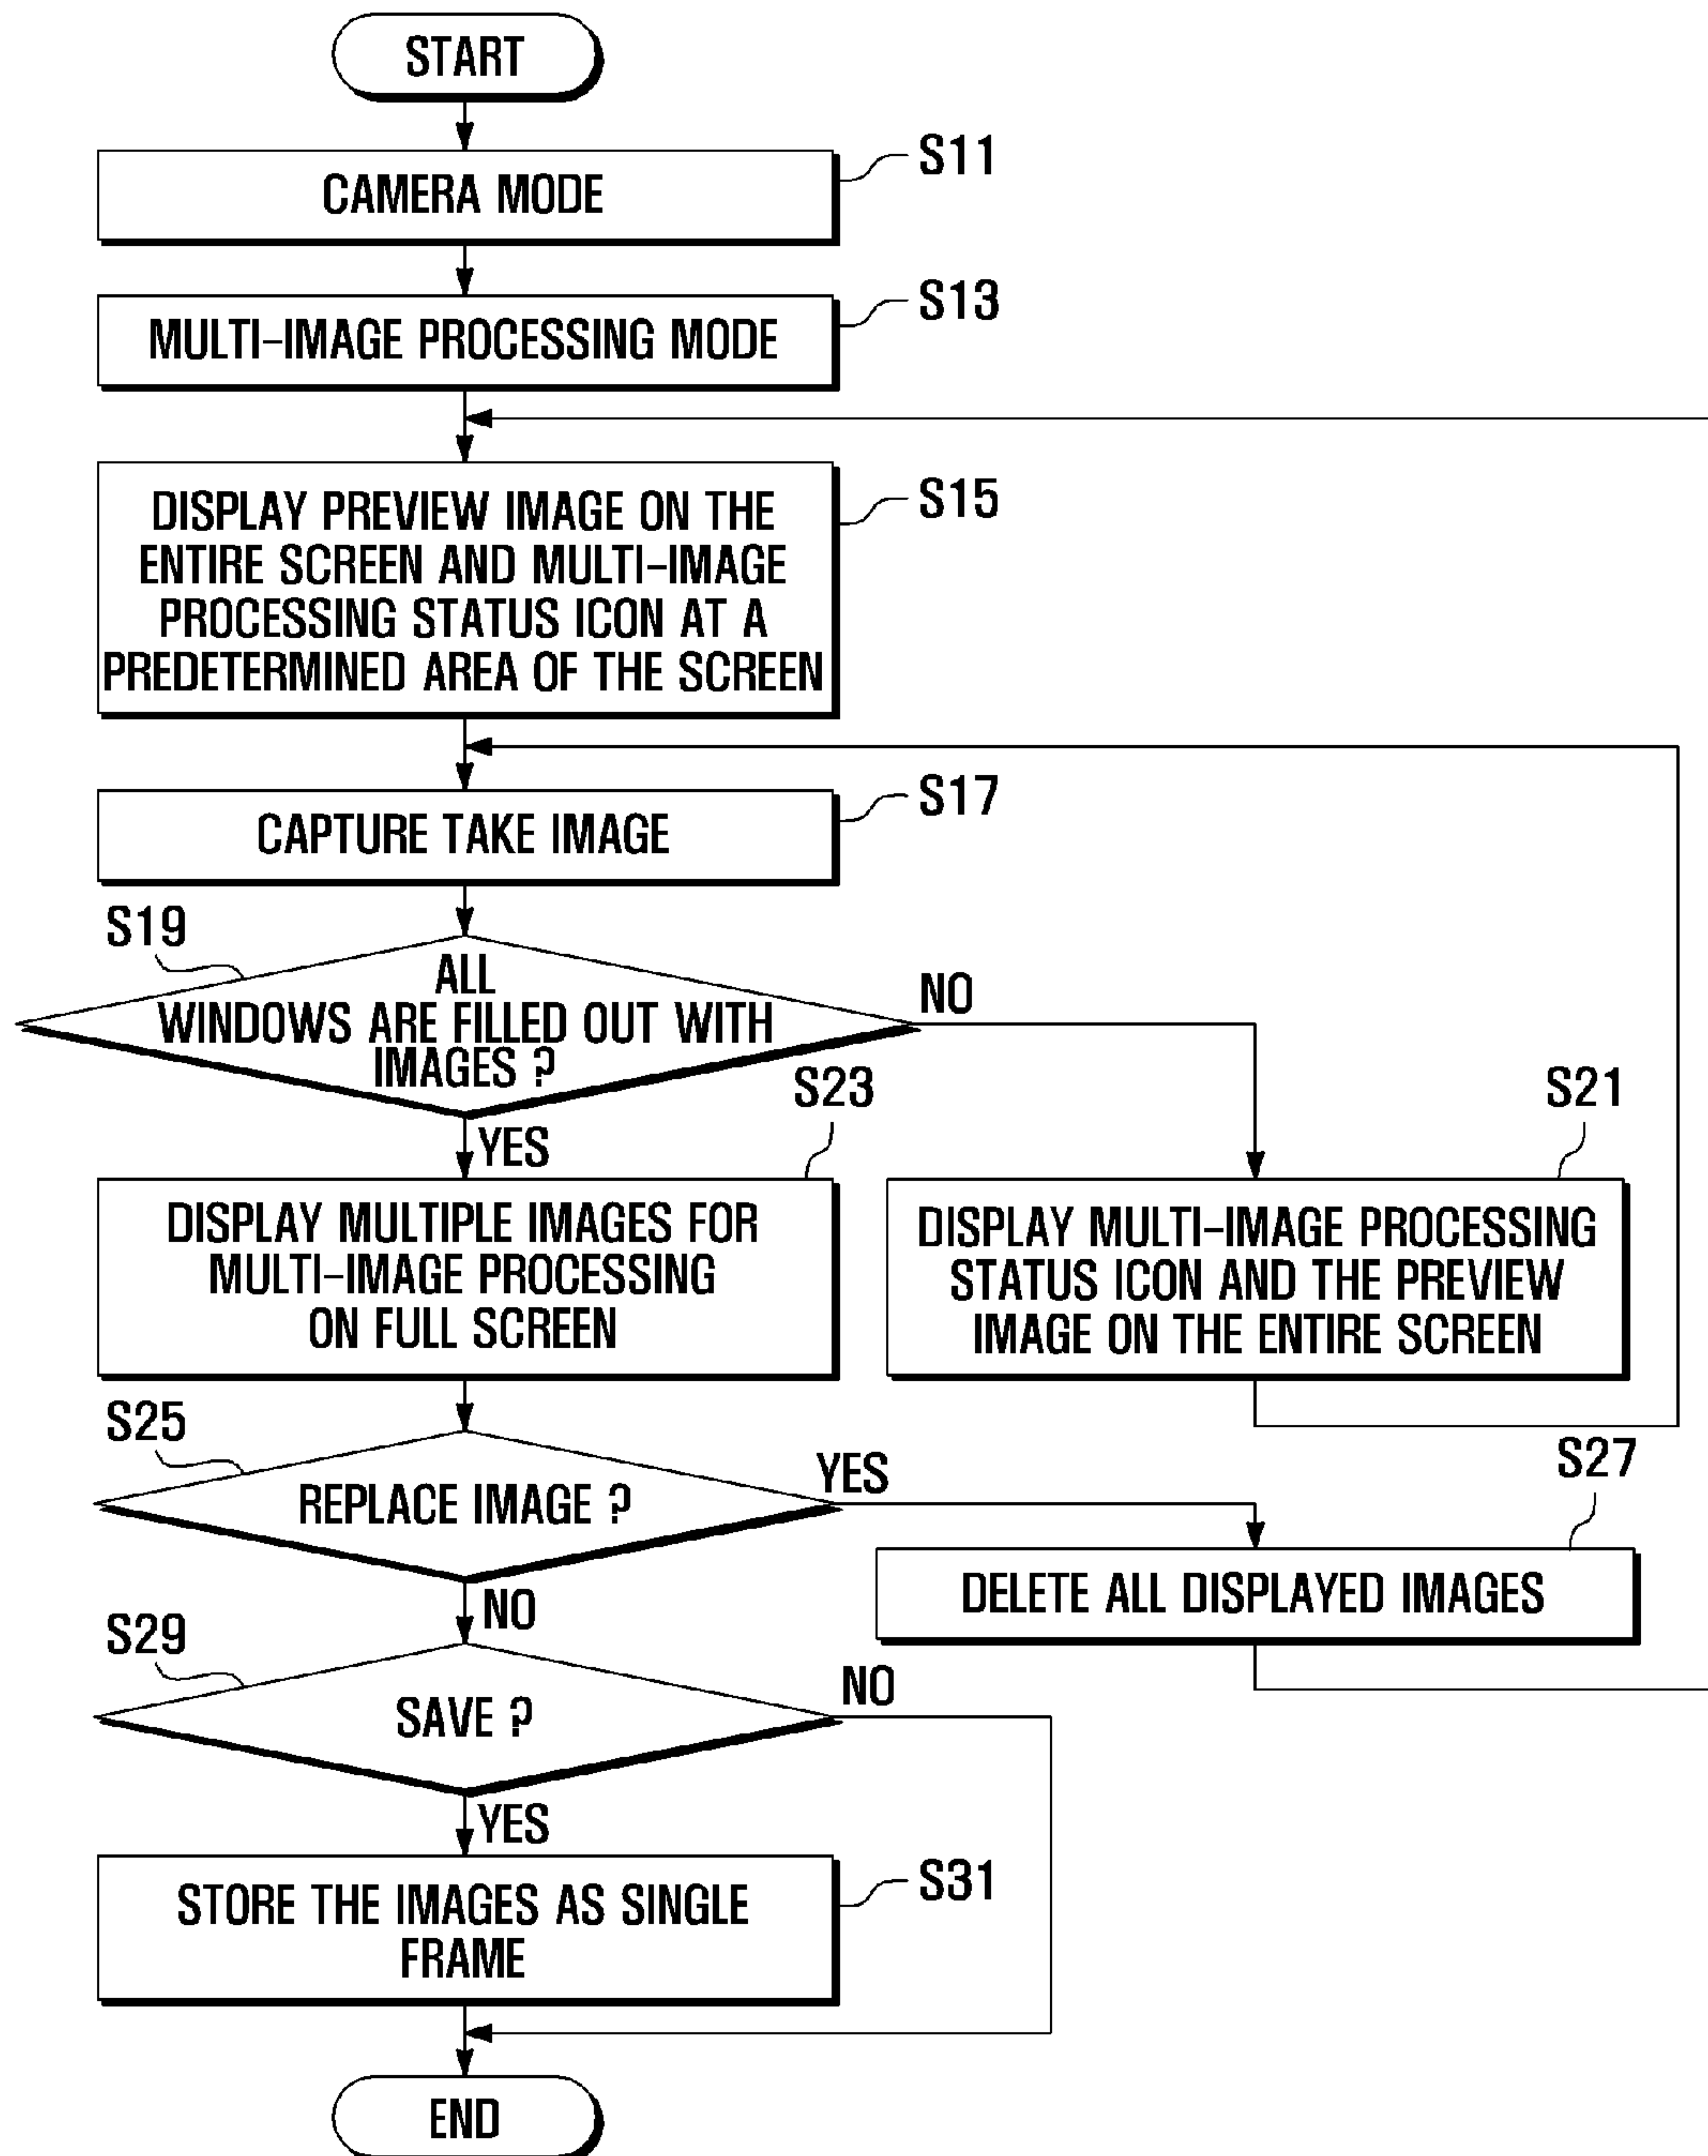 START
CAMERA MODE
S11
MULTI-IMAGE PROCESSING MODE
S13
DISPLAY PREVIEW IMAGE ON THE
ENTIRE SCREEN AND MULTI-IMAGE
PROCESSING STATUS ICON AT A
PREDETERMINED AREA OF THE SCREEN
S15
CAPTURE TAKE IMAGE
S17
S19
ALL
WINDOWS ARE FILLED OUT WITH
IMAGES ?
NO
YES
S23
DISPLAY MULTIPLE IMAGES FOR
MULTI-IMAGE PROCESSING
ON FULL SCREEN
S21
DISPLAY MULTI-IMAGE PROCESSING
STATUS ICON AND THE PREVIEW
IMAGE ON THE ENTIRE SCREEN
S25
REPLACE IMAGE ?
YES
S27
DELETE ALL DISPLAYED IMAGES
NO
S29
SAVE ?
NO
YES
STORE THE IMAGES AS SINGLE
FRAME
S31
END